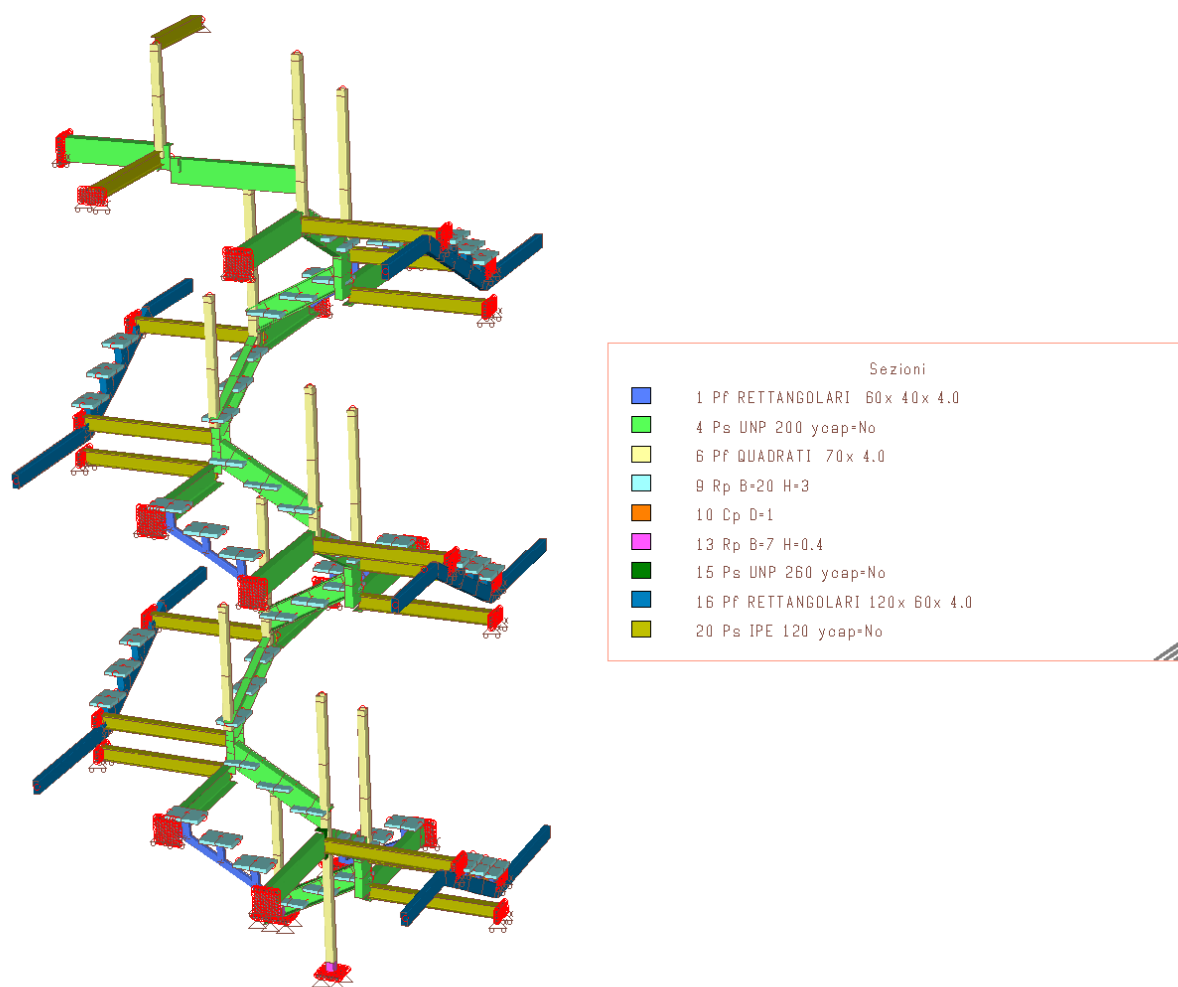 Sezioni
1 Pf RETTANGOLARI 60x 40x 4.0
4 Ps UNP 200 ycap=No
6 Pf QUADRATI 70x 4.0
9 Rp B=20 H=3
10 Cp D=1
13 Rp B=7 H=0.4
15 Ps UNP 260 ycap=No
16 Pf RETTANGOLARI 120x 60x 4.0
20 Ps IPE 120 ycap=No